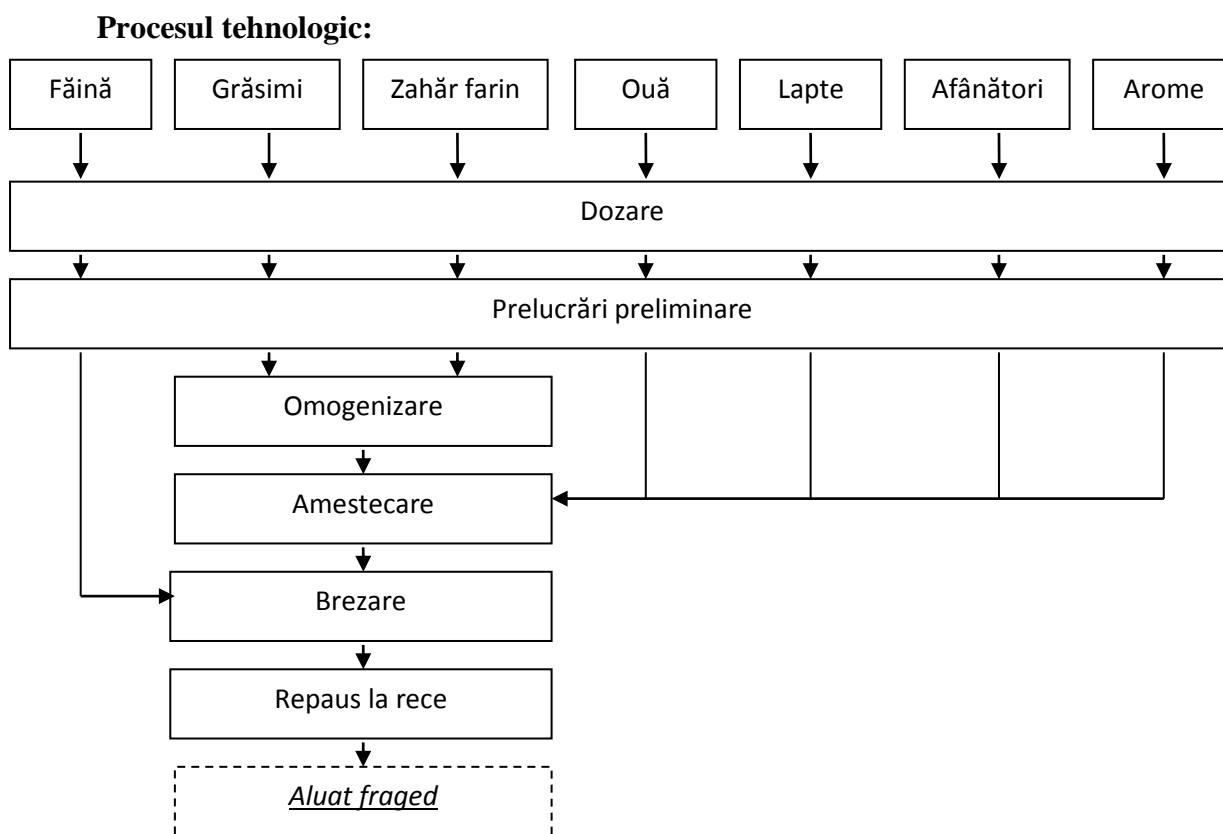 Procesul tehnologic:
Făină Grăsimi Zahăr farin Ouă Lapte Afânători Arome
Dozare
Prelucrări preliminare
Omogenizare
Amestecare
Brezare
Repaus la rece
Aluat fraged